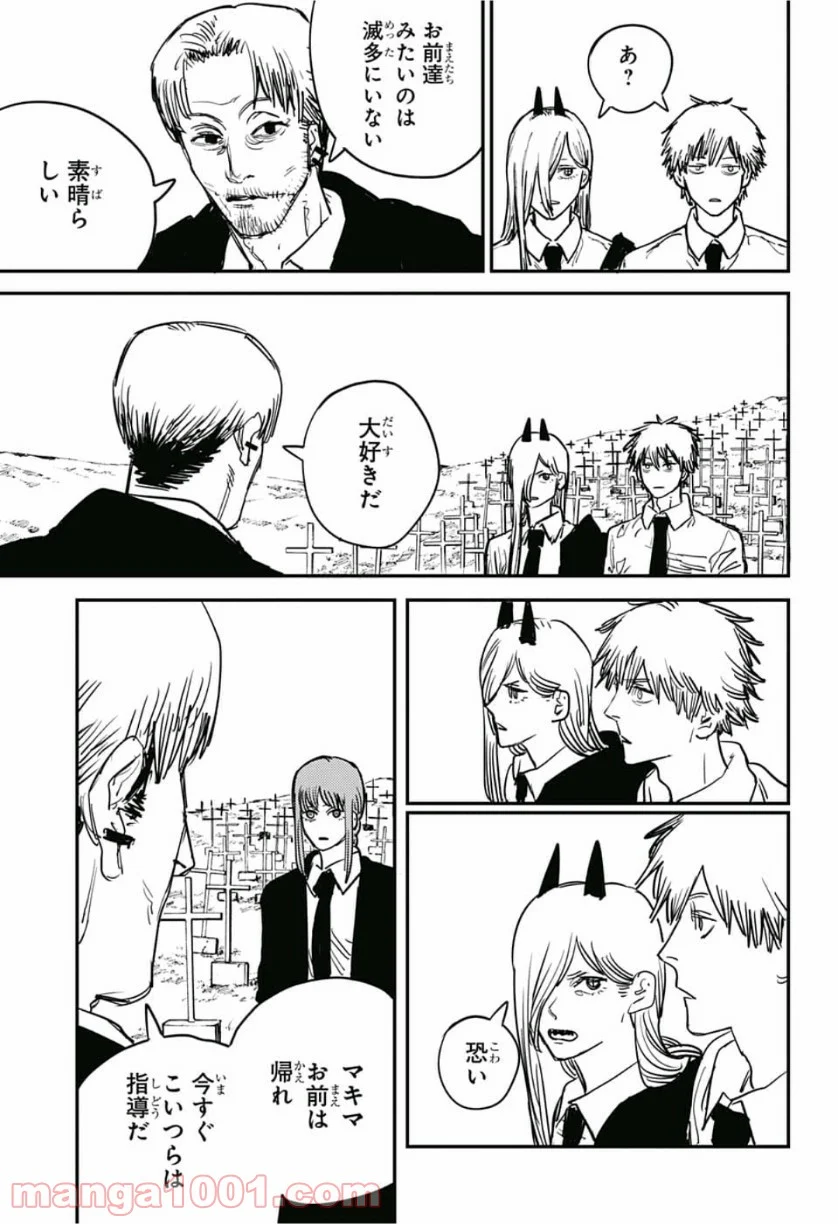 あ？
お前達
みたいのは
滅多にいない
素晴ら
しい
大好きだ
恐い
マキマ
お前は
帰れ
今すぐ
こいつらは
指導だ
manga1001.com